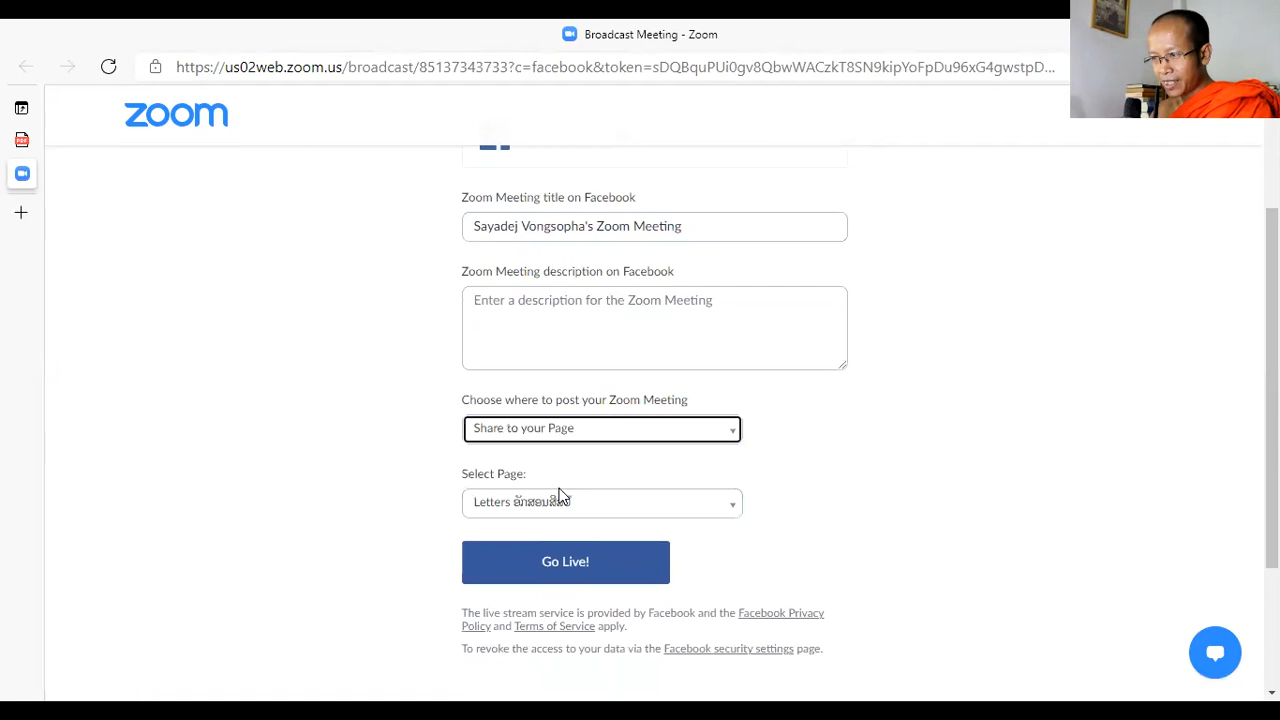 Broadcast Meeting - Zoom
https://us02web.zoom.us/broadcast/85137343733?c=facebook&token=sDQBquPUi0gv8QbwWACzkT8SN9kipYoFpDu96xG4gwstpD...
zoom
Zoom Meeting title on Facebook
Sayadej Vongsopha's Zoom Meeting
Zoom Meeting description on Facebook
Enter a description for the Zoom Meeting
Choose where to post your Zoom Meeting
Share to your Page
Select Page:
Letters
Go Live!
The live stream service is provided by Facebook and the Facebook Privacy
Policy and Terms of Service apply.
To revoke the access to your data via the Facebook security settings page.